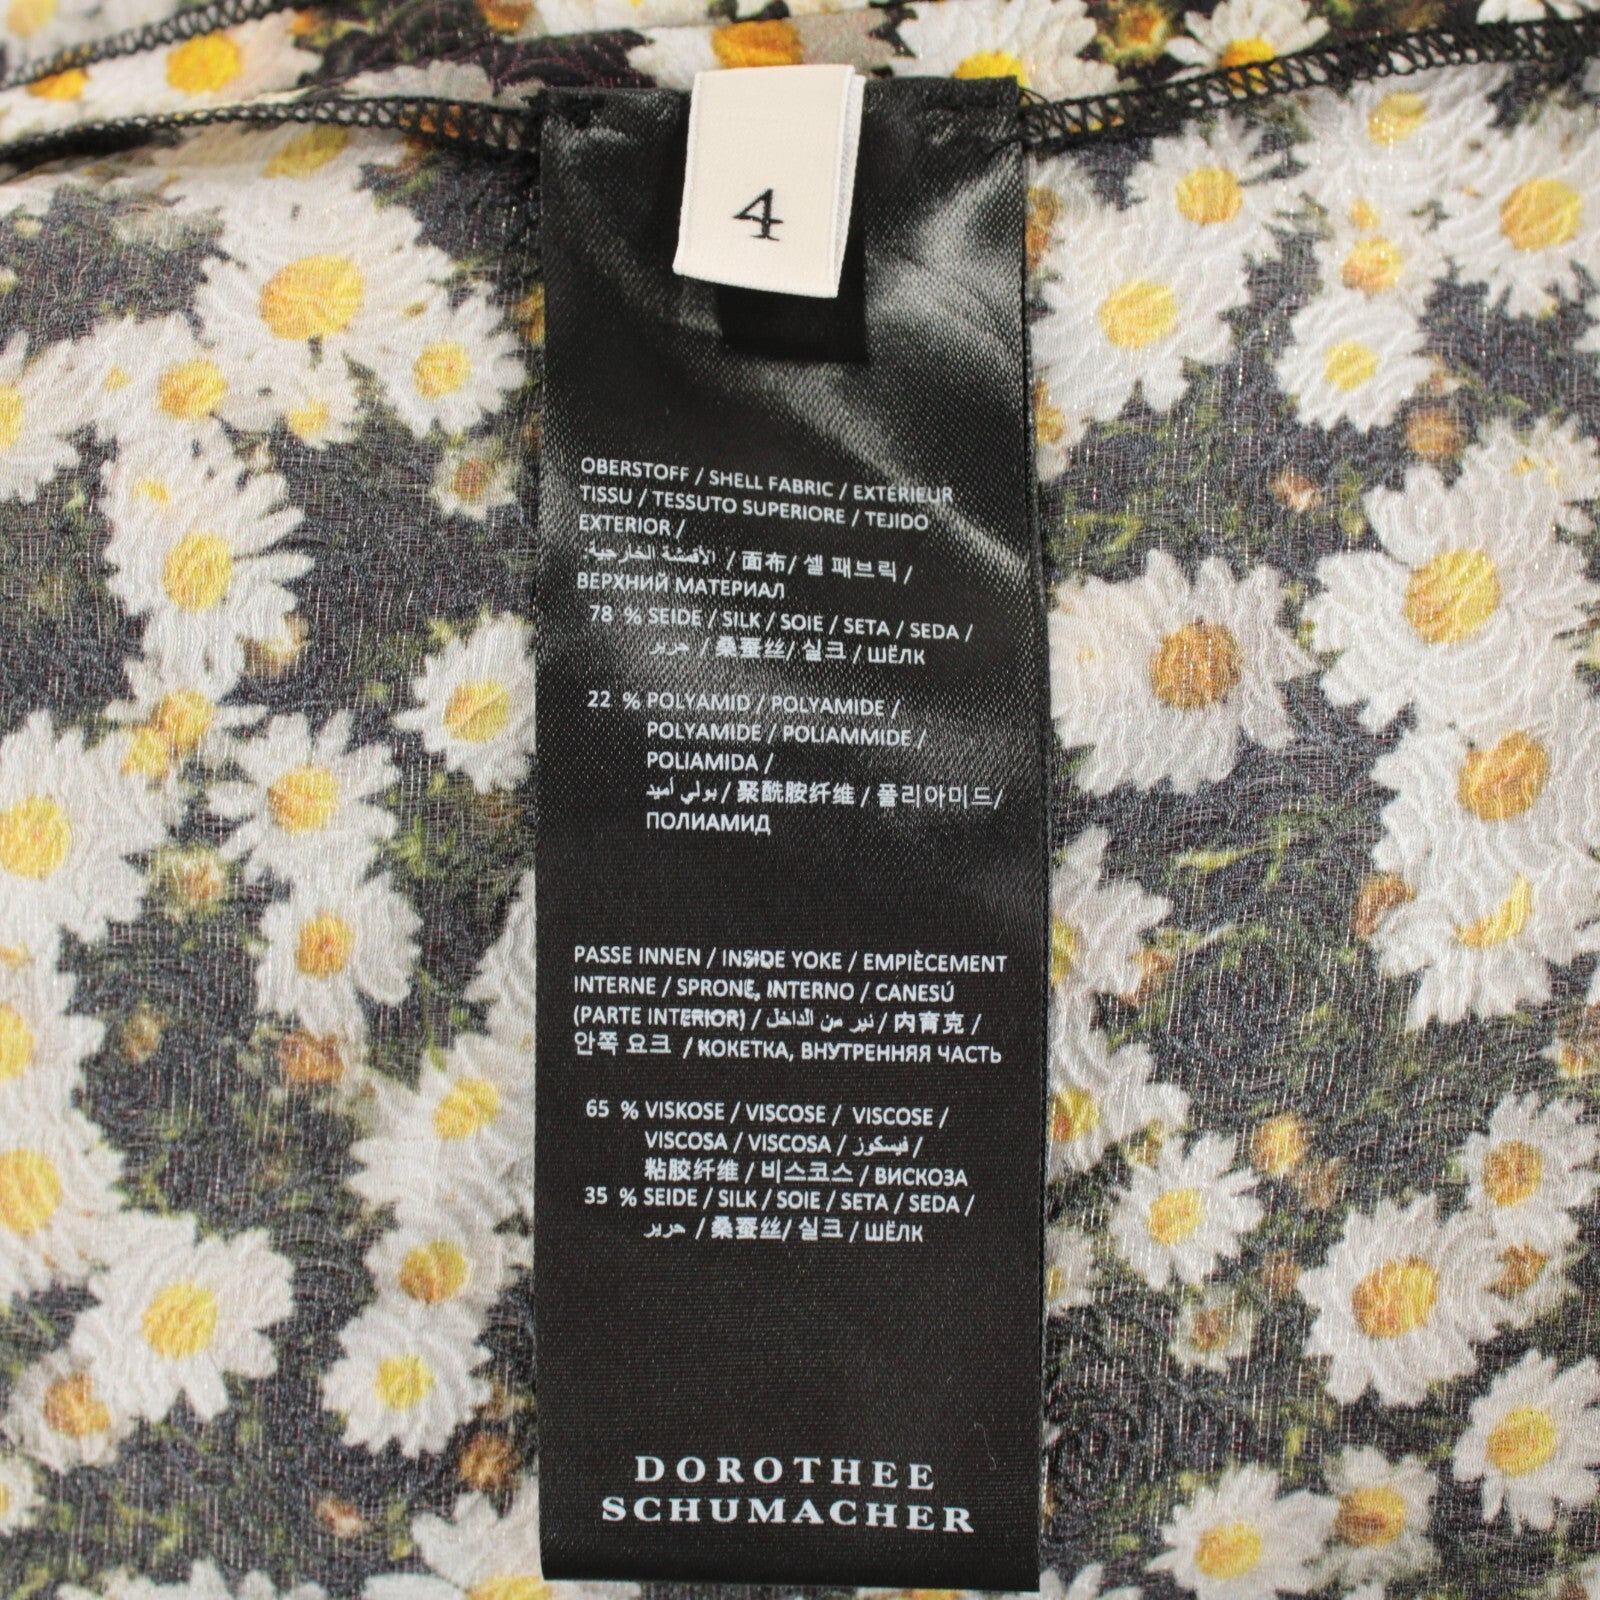 4
OBERSTOFF / SHELL FABRIC / EXTÉRIEUR
TISSU / TESSUTO SUPERIORE / TEJIDO
EXTERIOR /
الأقمشة الخارجية / 面布/ 셀 패브릭 /
ВЕРХНИЙ МАТЕРИАЛ
78 % SEIDE / SILK / SOIE / SETA / SEDA /
حرير / 桑蚕丝/ 실크 / ШЁЛК
22 % POLYAMID / POLYAMIDE /
POLYAMIDE / POLIAMMIDE /
POLIAMIDA /
بولي أميد / 聚酰胺纤维 / 폴리아미드/
ПОЛИАМИД
PASSE INNEN / INSIDE YOKE / EMPIÈCEMENT
INTERNE / SPRONE, INTERNO / CANESÚ
(PARTE INTERIOR) / نير من الداخل / 内育克 /
안쪽 요크 / КОКЕТКА, ВНУТРЕННЯЯ ЧАСТЬ
65 % VISKOSE / VISCOSE / VISCOSE /
VISCOSA / VISCOSA / فيسكوز /
粘胶纤维 / 비스코스 / ВИСКОЗА
35 % SEIDE / SILK / SOIE / SETA / SEDA /
حرير / 桑蚕丝/ 실크 / ШЁЛК
DOROTHEE
SCHUMACHER